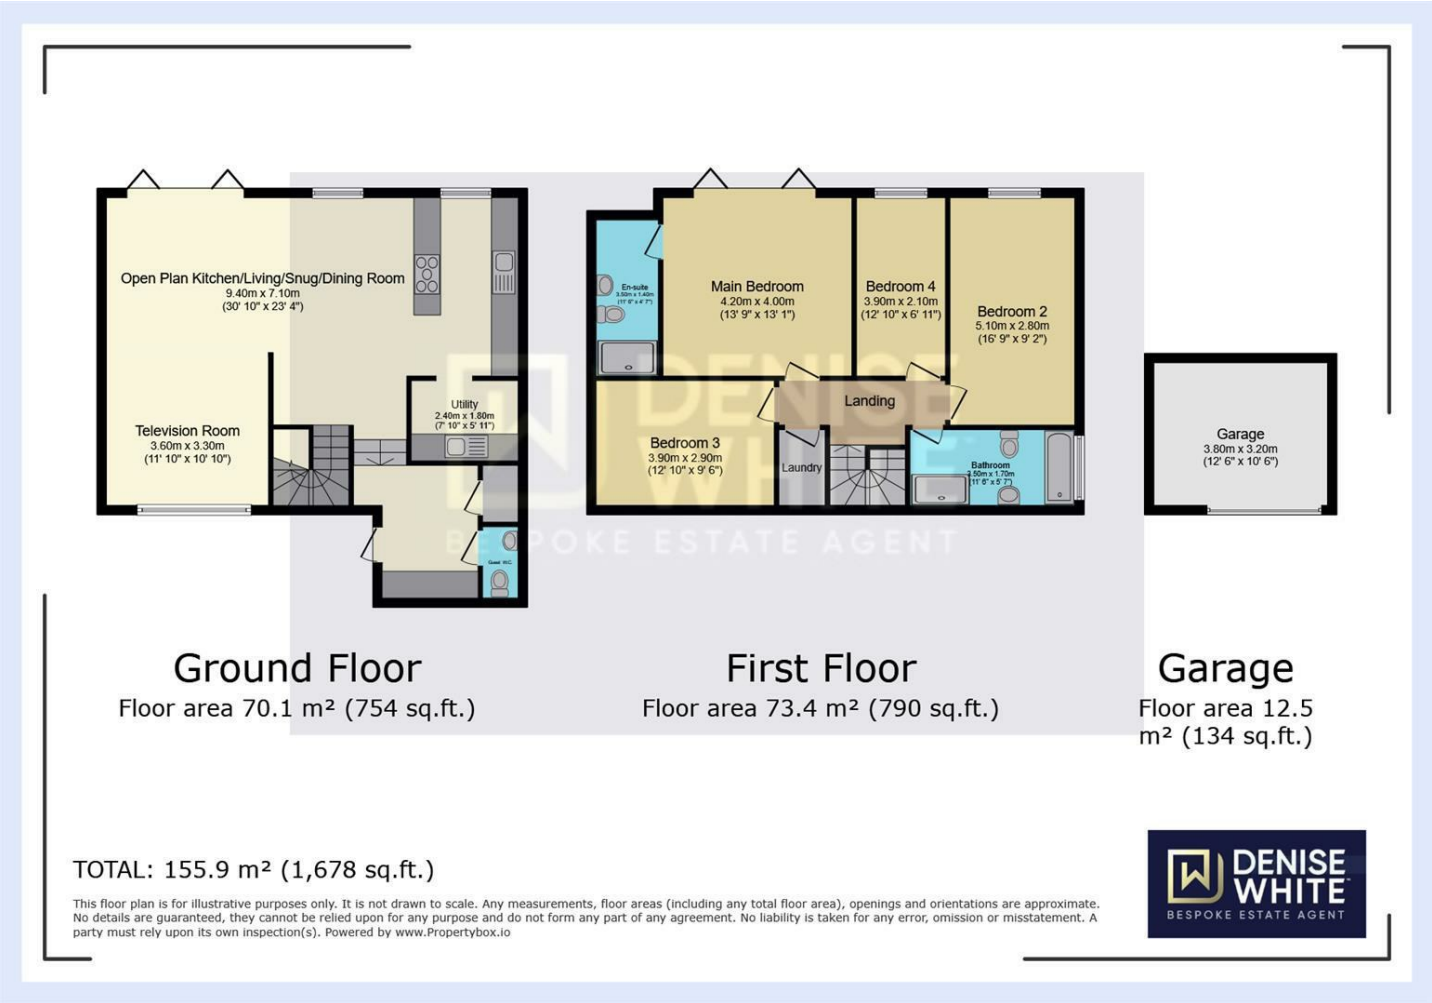 Open Plan Kitchen/Living/Snug/Dining Room
9.40m x 7.10m
(30' 10" x 23' 4")
Utility
2.40m x 1.80m
(7' 10" x 5' 11")
Television Room
3.60m x 3.30m
(11' 10" x 10' 10")
Guest W.C.
En-suite
3.50m x 1.40m
(11' 6" x 4' 7")
Main Bedroom
4.20m x 4.00m
(13' 9" x 13' 1")
Bedroom 4
3.90m x 2.10m
(12' 10" x 6' 11")
Bedroom 2
5.10m x 2.80m
(16' 9" x 9' 2")
Landing
Bedroom 3
3.90m x 2.90m
(12' 10" x 9' 6")
Laundry
Bathroom
3.50m x 1.70m
(11' 6" x 5' 7")
Garage
3.80m x 3.20m
(12' 6" x 10' 6")
DENISE
WHITE
BESPOKE ESTATE AGENT
Ground Floor
Floor area 70.1 m² (754 sq.ft.)
First Floor
Floor area 73.4 m² (790 sq.ft.)
Garage
Floor area 12.5
m² (134 sq.ft.)
TOTAL: 155.9 m² (1,678 sq.ft.)
This floor plan is for illustrative purposes only. It is not drawn to scale. Any measurements, floor areas (including any total floor area), openings and orientations are approximate.
No details are guaranteed, they cannot be relied upon for any purpose and do not form any part of any agreement. No liability is taken for any error, omission or misstatement. A
party must rely upon its own inspection(s). Powered by www.Propertybox.io
DENISE
WHITE™
BESPOKE ESTATE AGENT